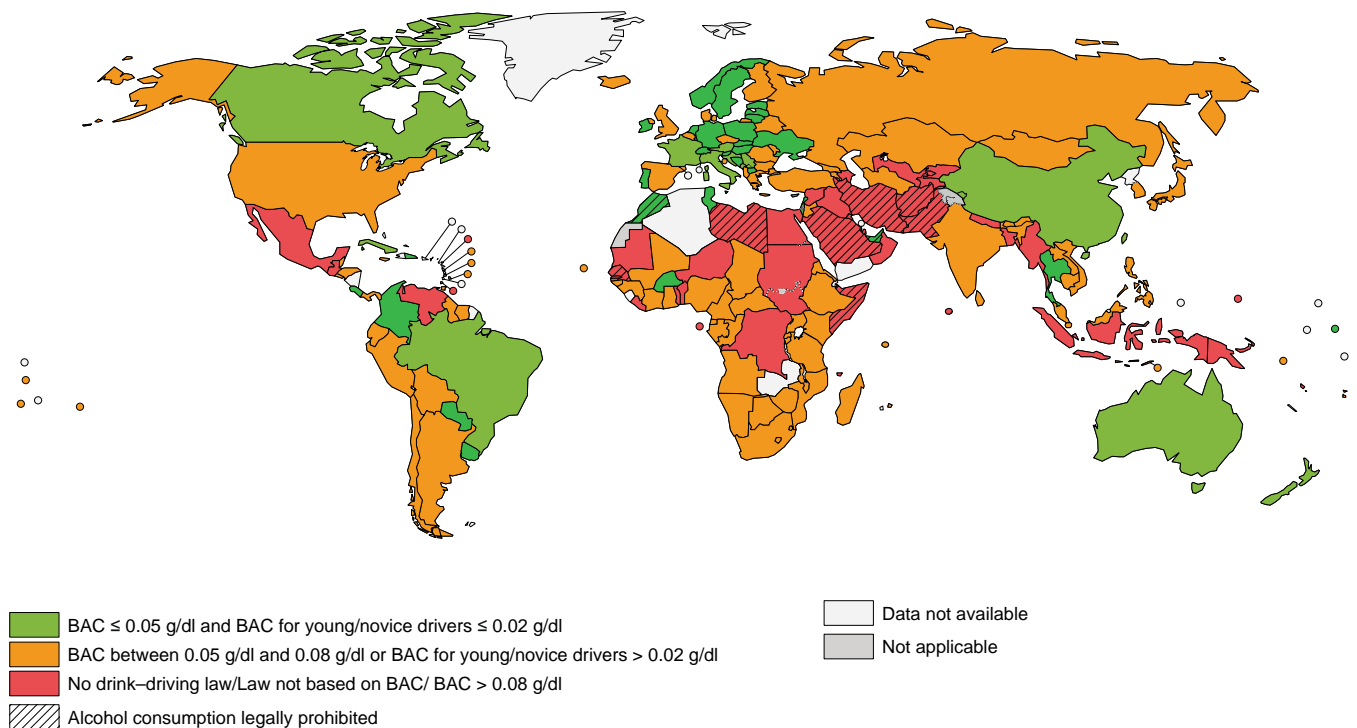 BAC ≤ 0.05 g/dl and BAC for young/novice drivers ≤ 0.02 g/dl
BAC between 0.05 g/dl and 0.08 g/dl or BAC for young/novice drivers > 0.02 g/dl
No drink–driving law/Law not based on BAC/ BAC > 0.08 g/dl
Alcohol consumption legally prohibited
Data not available
Not applicable